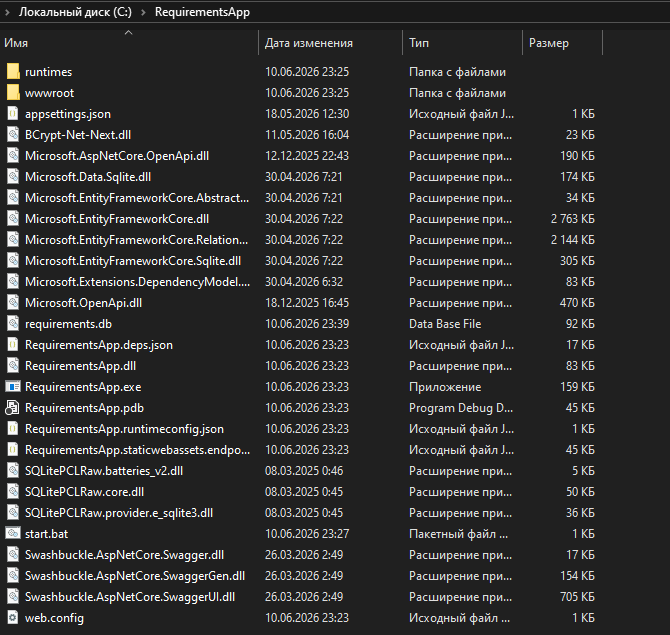 Локальный диск (C:) RequirementsApp
Имя Дата изменения Тип Размер
runtimes 10.06.2026 23:25 Папка с файлами
wwwroot 10.06.2026 23:25 Папка с файлами
appsettings.json 18.05.2026 12:30 Исходный файл J... 1 КБ
BCrypt-Net-Next.dll 11.05.2026 16:04 Расширение при... 23 КБ
Microsoft.AspNetCore.OpenApi.dll 12.12.2025 22:43 Расширение при... 190 КБ
Microsoft.Data.Sqlite.dll 30.04.2026 7:21 Расширение при... 174 КБ
Microsoft.EntityFrameworkCore.Abstract... 30.04.2026 7:21 Расширение при... 34 КБ
Microsoft.EntityFrameworkCore.dll 30.04.2026 7:22 Расширение при... 2 763 КБ
Microsoft.EntityFrameworkCore.Relation... 30.04.2026 7:22 Расширение при... 2 144 КБ
Microsoft.EntityFrameworkCore.Sqlite.dll 30.04.2026 7:22 Расширение при... 305 КБ
Microsoft.Extensions.DependencyModel.... 30.04.2026 6:32 Расширение при... 83 КБ
Microsoft.OpenApi.dll 18.12.2025 16:45 Расширение при... 470 КБ
requirements.db 10.06.2026 23:39 Data Base File 92 КБ
RequirementsApp.deps.json 10.06.2026 23:23 Исходный файл J... 17 КБ
RequirementsApp.dll 10.06.2026 23:23 Расширение при... 83 КБ
RequirementsApp.exe 10.06.2026 23:23 Приложение 159 КБ
RequirementsApp.pdb 10.06.2026 23:23 Program Debug D... 45 КБ
RequirementsApp.runtimeconfig.json 10.06.2026 23:23 Исходный файл J... 1 КБ
RequirementsApp.staticwebassets.endpo... 10.06.2026 23:23 Исходный файл J... 45 КБ
SQLitePCLRaw.batteries_v2.dll 08.03.2025 0:46 Расширение при... 5 КБ
SQLitePCLRaw.core.dll 08.03.2025 0:45 Расширение при... 50 КБ
SQLitePCLRaw.provider.e_sqlite3.dll 08.03.2025 0:45 Расширение при... 36 КБ
start.bat 10.06.2026 23:27 Пакетный файл ... 1 КБ
Swashbuckle.AspNetCore.Swagger.dll 26.03.2026 2:49 Расширение при... 17 КБ
Swashbuckle.AspNetCore.SwaggerGen.dll 26.03.2026 2:49 Расширение при... 154 КБ
Swashbuckle.AspNetCore.SwaggerUI.dll 26.03.2026 2:49 Расширение при... 705 КБ
web.config 10.06.2026 23:23 Исходный файл ... 1 КБ